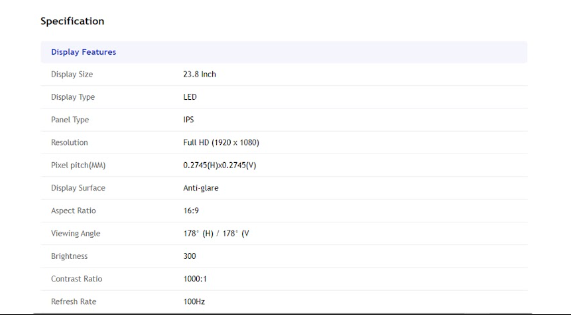 Specification
Display Features
Display Size 23.8 Inch
Display Type LED
Panel Type IPS
Resolution Full HD (1920 x 1080)
Pixel pitch(MM) 0.2745(H)x0.2745(V)
Display Surface Anti-glare
Aspect Ratio 16:9
Viewing Angle 178° (H) / 178° (V
Brightness 300
Contrast Ratio 1000:1
Refresh Rate 100Hz